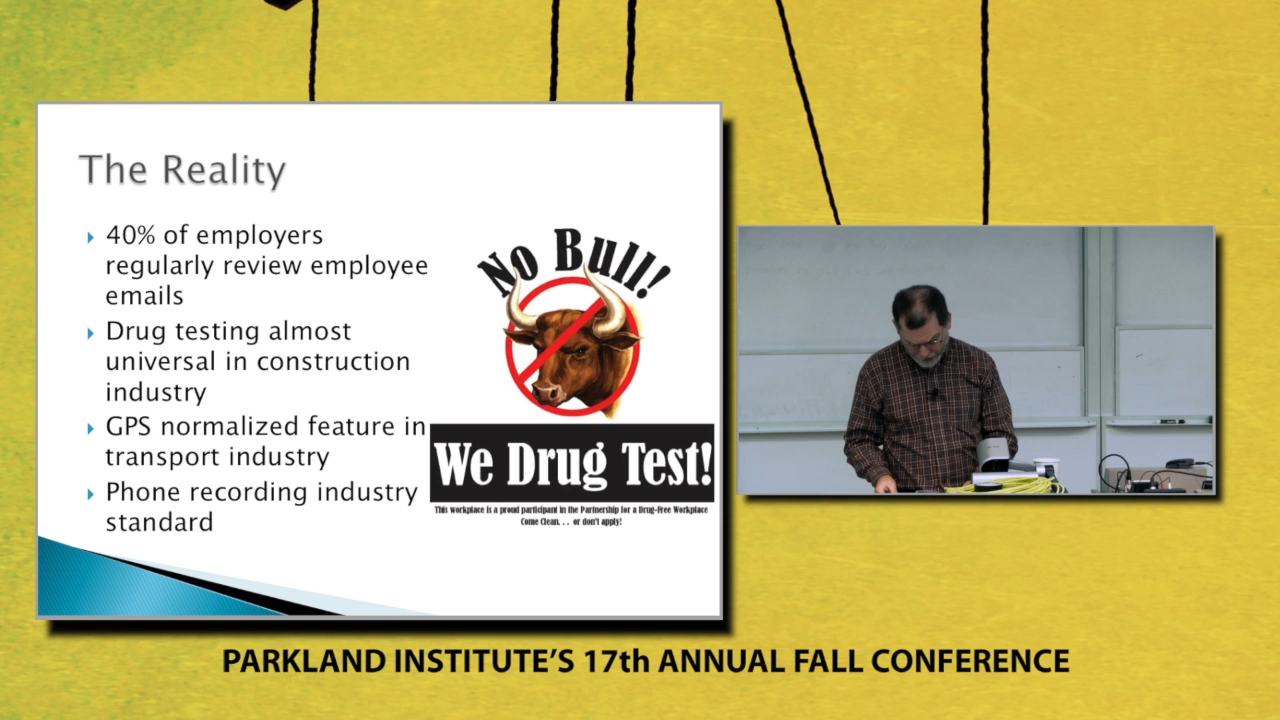 The Reality
40% of employers
regularly review employee
emails
Drug testing almost
universal in construction
industry
GPS normalized feature in
transport industry
Phone recording industry
standard
No Bull!
We Drug Test!
This workplace is a proud participant in the Partnership for a Drug-Free Workplace
Come Clean. . . or don't apply!
PARKLAND INSTITUTE'S 17th ANNUAL FALL CONFERENCE